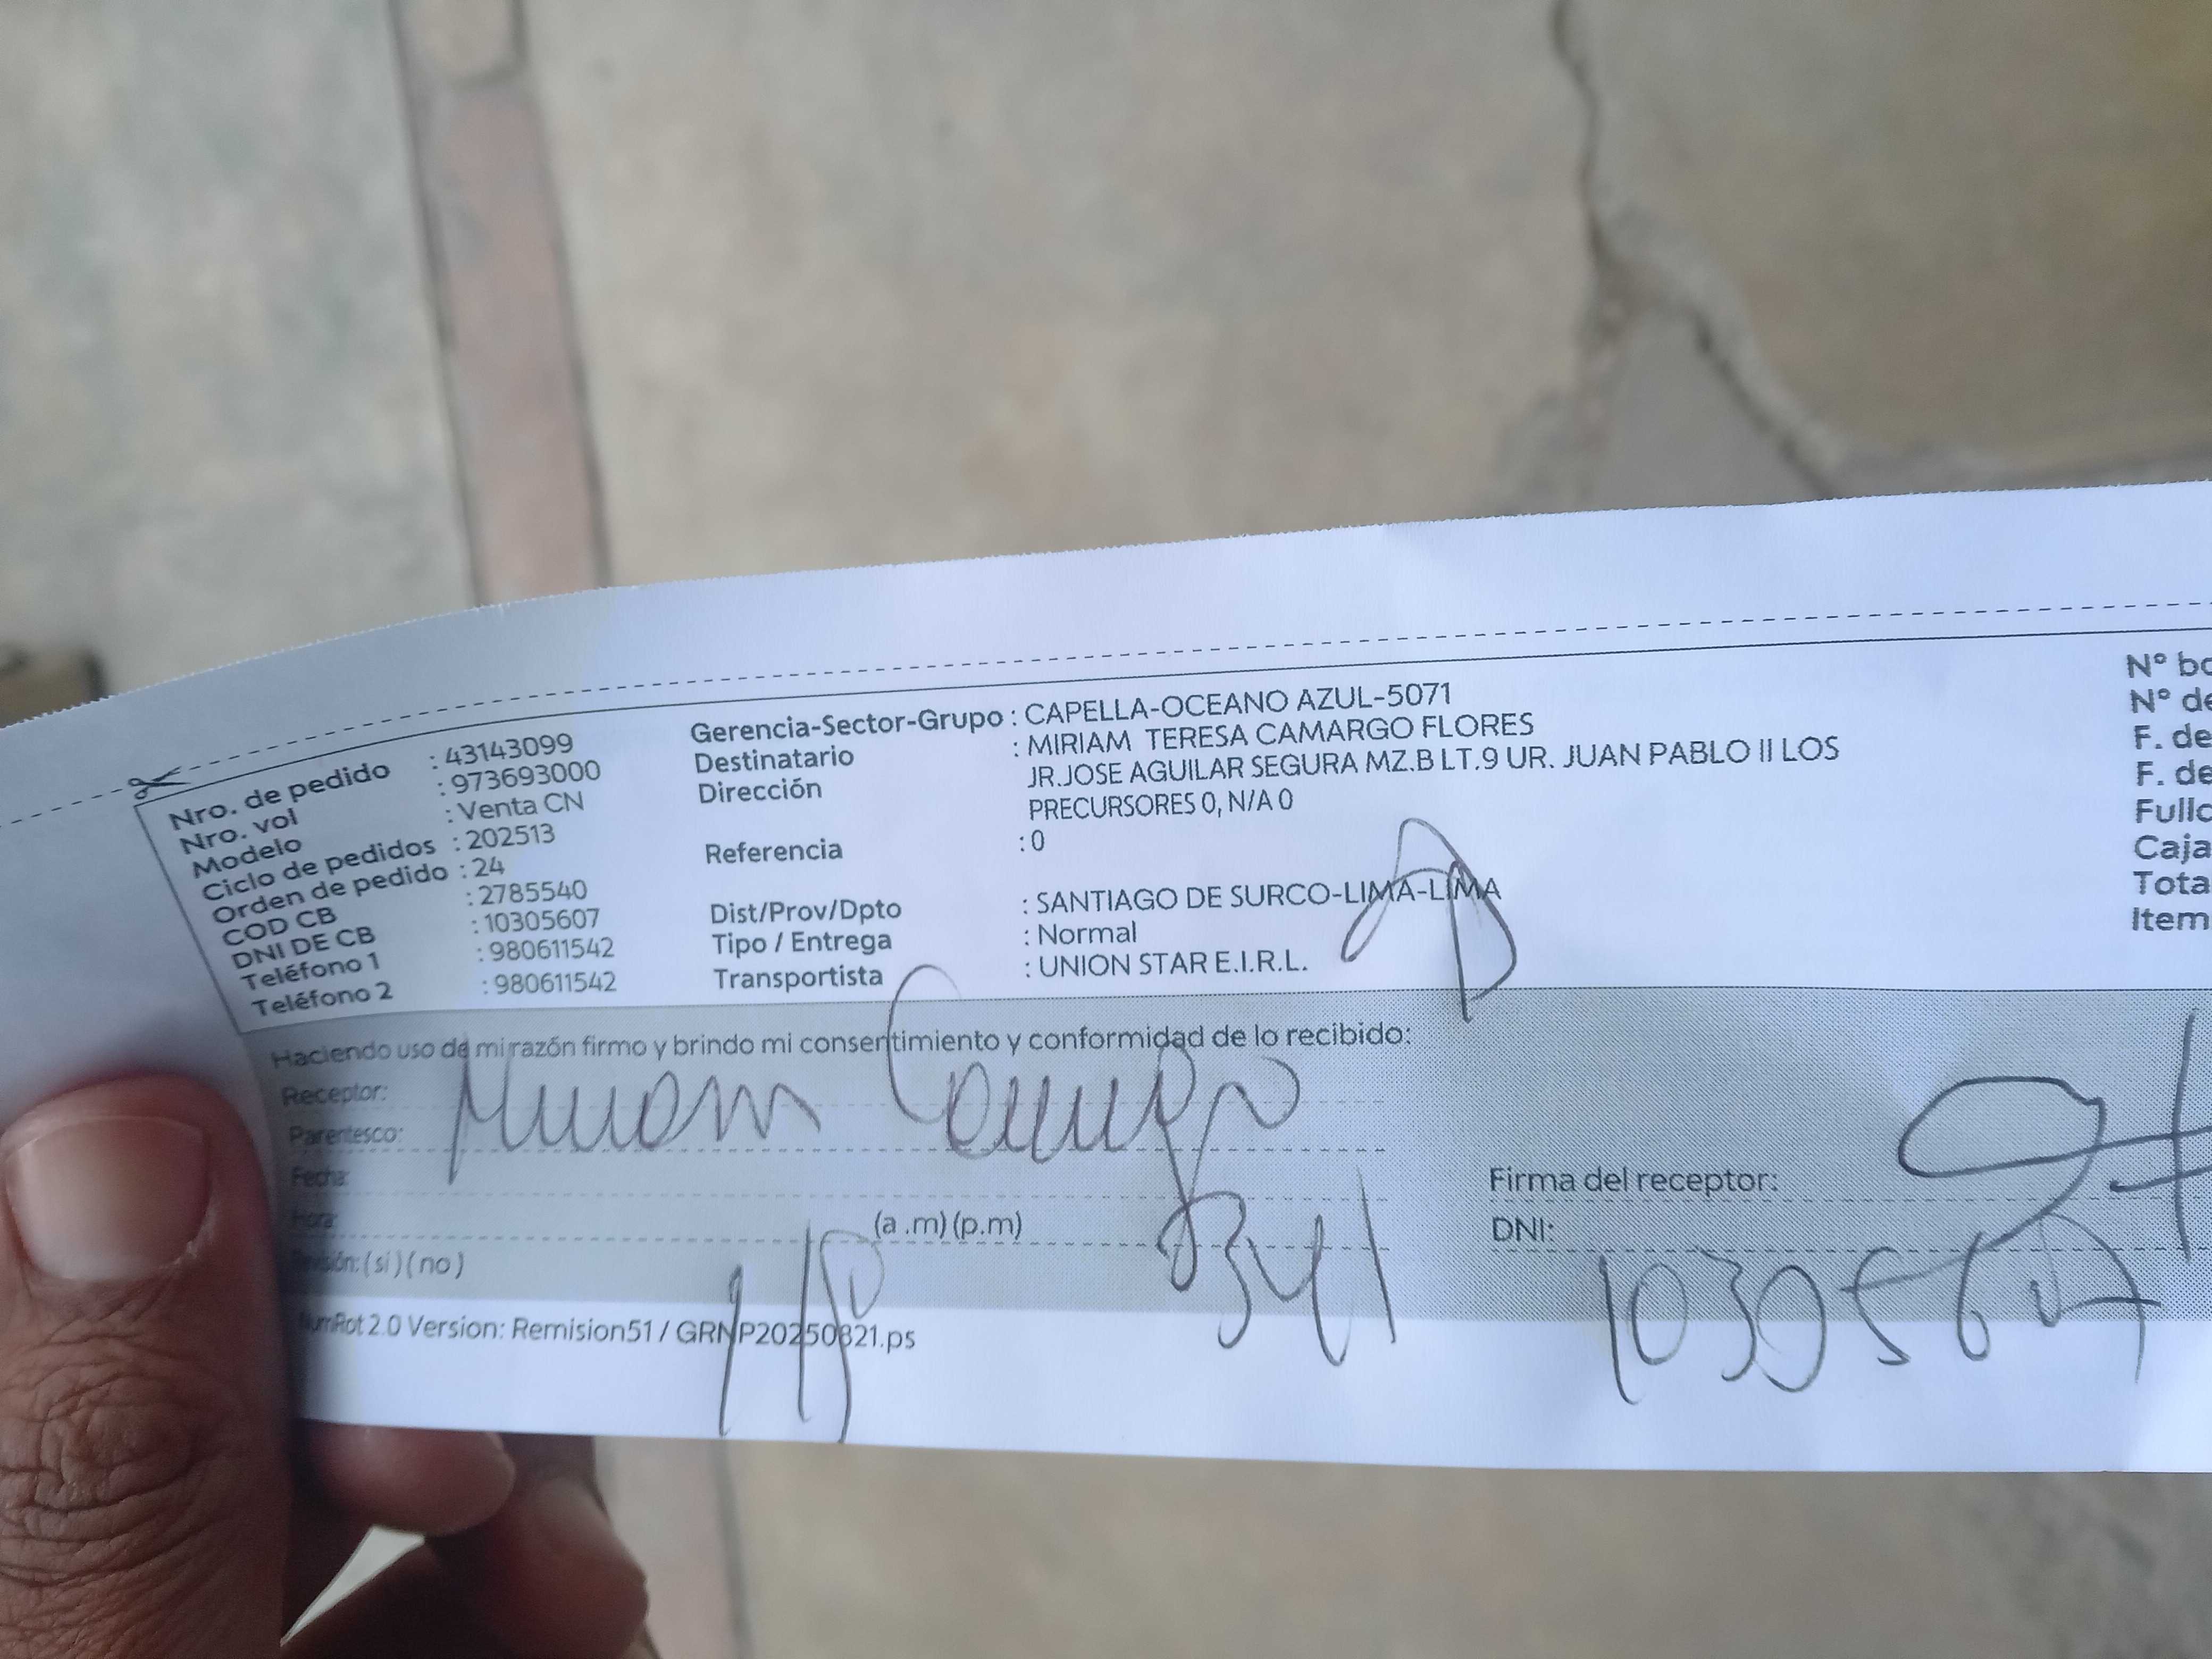 Nro. de pedido : 43143099
Nro. vol : 973693000
Modelo : Venta CN
Ciclo de pedidos : 202513
Orden de pedido : 24
COD CB : 2785540
DNI DE CB : 10305607
Teléfono 1 : 980611542
Teléfono 2 : 980611542
Gerencia-Sector-Grupo : CAPELLA-OCEANO AZUL-5071
Destinatario : MIRIAM TERESA CAMARGO FLORES
Dirección JR.JOSE AGUILAR SEGURA MZ.B LT.9 UR. JUAN PABLO II LOS
PRECURSORES 0, N/A 0
Referencia : 0
Dist/Prov/Dpto : SANTIAGO DE SURCO-LIMA-LIMA
Tipo / Entrega : Normal
Transportista : UNION STAR E.I.R.L.
N° bo
N° de
F. de
F. de
Fullc
Caja
Tota
Item
Haciendo uso de mi razón firmo y brindo mi consentimiento y conformidad de lo recibido:
Receptor: Miriam Camargo
Parentesco:
Fecha:
Hora: (a .m) (p.m)
(si) (no)
Firma del receptor:
DNI: 10305607
2.0 Version: Remision51 / GRNP20250821.ps